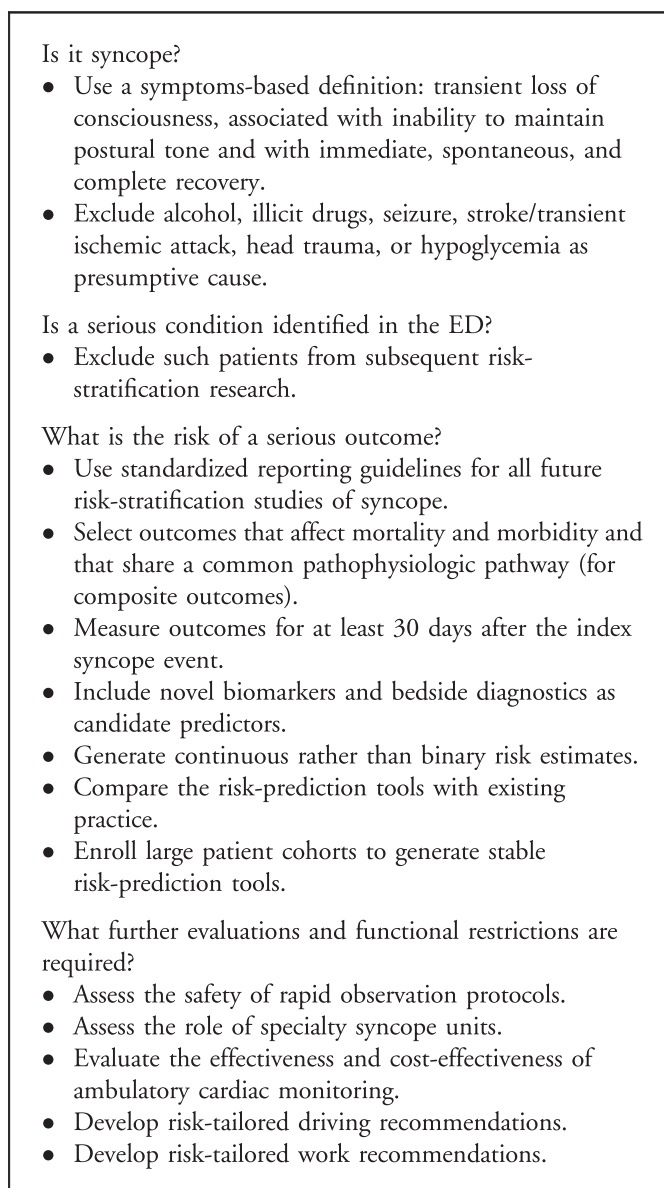 Is it syncope?
● Use a symptoms-based definition: transient loss of
consciousness, associated with inability to maintain
postural tone and with immediate, spontaneous, and
complete recovery.
● Exclude alcohol, illicit drugs, seizure, stroke/transient
ischemic attack, head trauma, or hypoglycemia as
presumptive cause.
Is a serious condition identified in the ED?
● Exclude such patients from subsequent risk-
stratification research.
What is the risk of a serious outcome?
● Use standardized reporting guidelines for all future
risk-stratification studies of syncope.
● Select outcomes that affect mortality and morbidity and
that share a common pathophysiologic pathway (for
composite outcomes).
● Measure outcomes for at least 30 days after the index
syncope event.
● Include novel biomarkers and bedside diagnostics as
candidate predictors.
● Generate continuous rather than binary risk estimates.
● Compare the risk-prediction tools with existing
practice.
● Enroll large patient cohorts to generate stable
risk-prediction tools.
What further evaluations and functional restrictions are
required?
● Assess the safety of rapid observation protocols.
● Assess the role of specialty syncope units.
● Evaluate the effectiveness and cost-effectiveness of
ambulatory cardiac monitoring.
● Develop risk-tailored driving recommendations.
● Develop risk-tailored work recommendations.